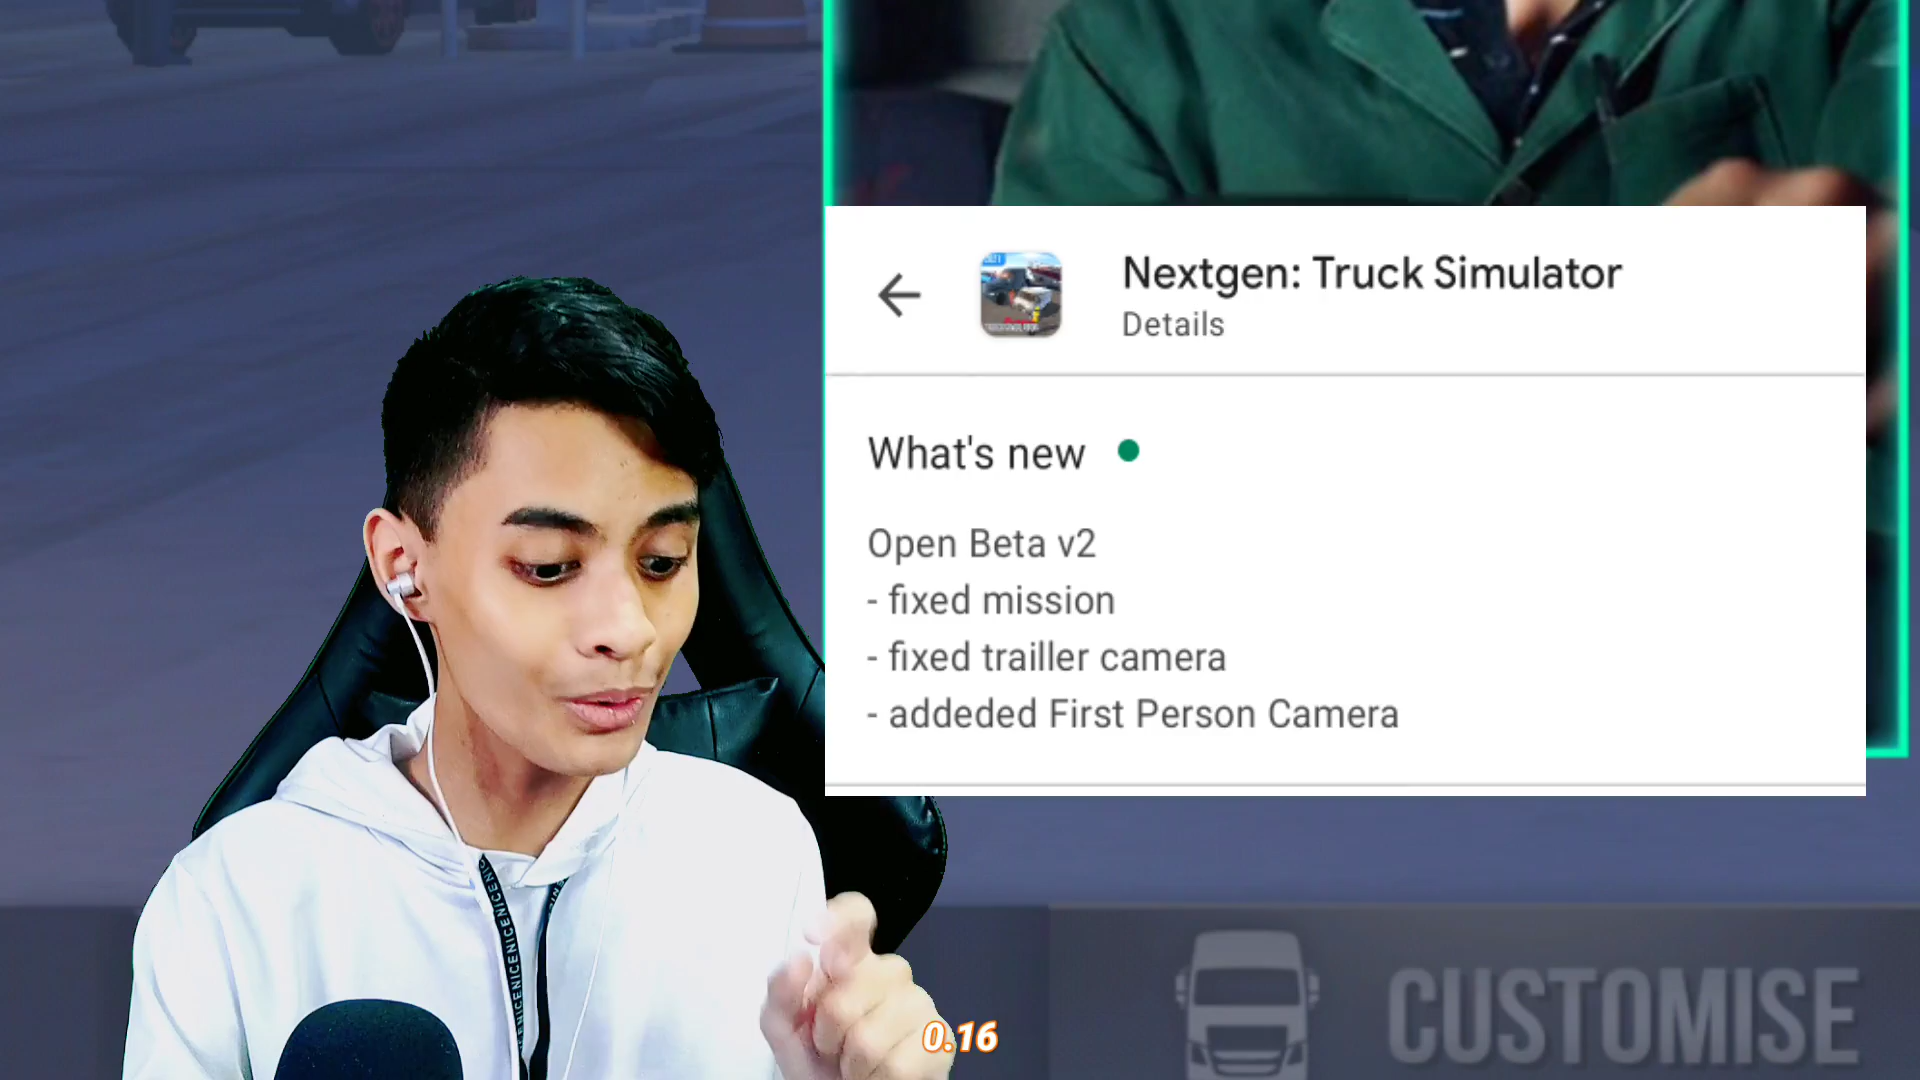 Nextgen: Truck Simulator
Details
What's new
Open Beta v2
- fixed mission
- fixed trailler camera
- addeded First Person Camera
0.16
CUSTOMISE